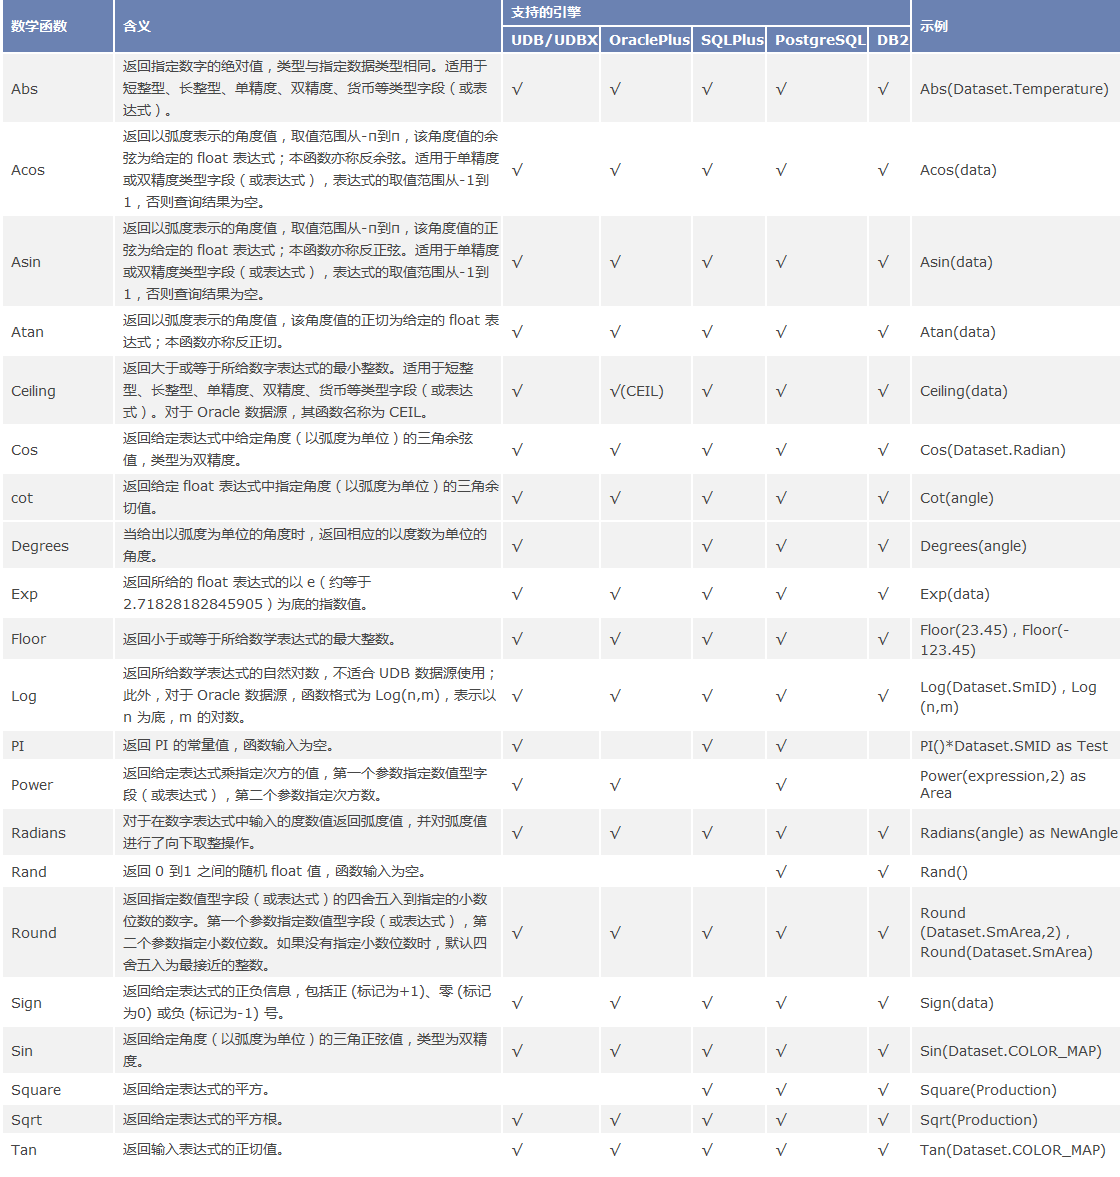 数学函数 含义 支持的引擎 示例
UDB/UDBX OraclePlus SQLPlus PostgreSQL DB2
Abs 返回指定数字的绝对值，类型与指定数据类型相同。适用于
短整型、长整型、单精度、双精度、货币等类型字段（或表
达式）。 √ √ √ √ √ Abs(Dataset.Temperature)
Acos 返回以弧度表示的角度值，取值范围从-π到π，该角度值的余
弦为给定的 float 表达式；本函数亦称反余弦。适用于单精度
或双精度类型字段（或表达式），表达式的取值范围从-1到
1，否则查询结果为空。 √ √ √ √ √ Acos(data)
Asin 返回以弧度表示的角度值，取值范围从-π到π，该角度值的正
弦为给定的 float 表达式；本函数亦称反正弦。适用于单精度
或双精度类型字段（或表达式），表达式的取值范围从-1到
1，否则查询结果为空。 √ √ √ √ √ Asin(data)
Atan 返回以弧度表示的角度值，该角度值的正切为给定的 float 表
达式；本函数亦称反正切。 √ √ √ √ √ Atan(data)
Ceiling 返回大于或等于所给数字表达式的最小整数。适用于短整
型、长整型、单精度、双精度、货币等类型字段（或表达
式）。对于 Oracle 数据源，其函数名称为 CEIL。 √ √(CEIL) √ √ √ Ceiling(data)
Cos 返回给定表达式中给定角度（以弧度为单位）的三角余弦
值，类型为双精度。 √ √ √ √ √ Cos(Dataset.Radian)
cot 返回给定 float 表达式中指定角度（以弧度为单位）的三角余
切值。 √ √ √ √ √ Cot(angle)
Degrees 当给出以弧度为单位的角度时，返回相应的以度数为单位的
角度。 √ √ √ √ Degrees(angle)
Exp 返回所给的 float 表达式的以 e（约等于
2.71828182845905）为底的指数值。 √ √ √ √ √ Exp(data)
Floor 返回小于或等于所给数学表达式的最大整数。 √ √ √ √ √ Floor(23.45)，Floor(-
123.45)
Log 返回所给数学表达式的自然对数，不适合 UDB 数据源使用；
此外，对于 Oracle 数据源，函数格式为 Log(n,m)，表示以
n 为底，m 的对数。 √ √ √ √ √ Log(Dataset.SmID)，Log
(n,m)
PI 返回 PI 的常量值，函数输入为空。 √ √ √ PI()*Dataset.SMID as Test
Power 返回给定表达式乘指定次方的值，第一个参数指定数值型字
段（或表达式），第二个参数指定次方数。 √ √ √ Power(expression,2) as
Area
Radians 对于在数字表达式中输入的度数值返回弧度值，并对弧度值
进行了向下取整操作。 √ √ √ √ √ Radians(angle) as NewAngle
Rand 返回 0 到1 之间的随机 float 值，函数输入为空。 √ √ Rand()
Round 返回指定数值型字段（或表达式）的四舍五入到指定的小数
位数的数字。第一个参数指定数值型字段（或表达式），第
二个参数指定小数位数。如果没有指定小数位数时，默认四
舍五入为最接近的整数。 √ √ √ √ √ Round
(Dataset.SmArea,2)，
Round(Dataset.SmArea)
Sign 返回给定表达式的正负信息，包括正 (标记为+1)、零 (标记
为0) 或负 (标记为-1) 号。 √ √ √ √ √ Sign(data)
Sin 返回给定角度（以弧度为单位）的三角正弦值，类型为双精
度。 √ √ √ √ √ Sin(Dataset.COLOR_MAP)
Square 返回给定表达式的平方。 √ √ √ Square(Production)
Sqrt 返回给定表达式的平方根。 √ √ √ √ √ Sqrt(Production)
Tan 返回输入表达式的正切值。 √ √ √ √ √ Tan(Dataset.COLOR_MAP)